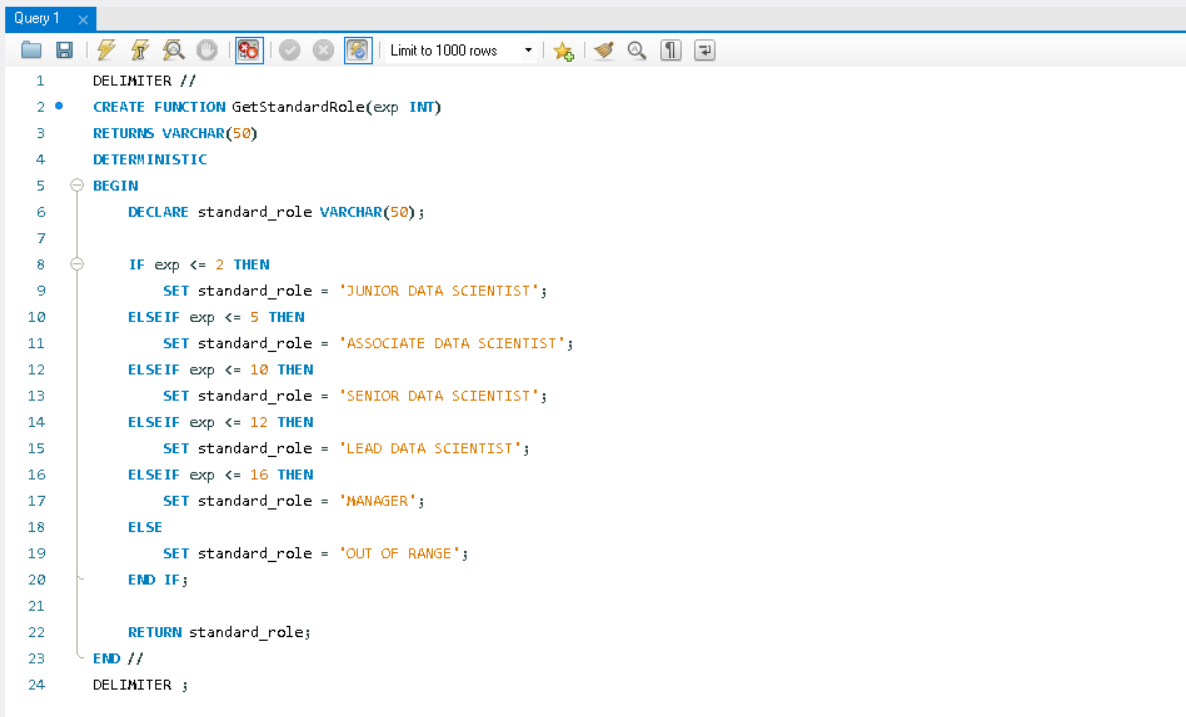 Query 1
Limit to 1000 rows
1 DELIMITER //
2 CREATE FUNCTION GetStandardRole(exp INT)
3 RETURNS VARCHAR(50)
4 DETERMINISTIC
5 BEGIN
6 DECLARE standard_role VARCHAR(50);
7
8 IF exp <= 2 THEN
9 SET standard_role = 'JUNIOR DATA SCIENTIST';
10 ELSEIF exp <= 5 THEN
11 SET standard_role = 'ASSOCIATE DATA SCIENTIST';
12 ELSEIF exp <= 10 THEN
13 SET standard_role = 'SENIOR DATA SCIENTIST';
14 ELSEIF exp <= 12 THEN
15 SET standard_role = 'LEAD DATA SCIENTIST';
16 ELSEIF exp <= 16 THEN
17 SET standard_role = 'MANAGER';
18 ELSE
19 SET standard_role = 'OUT OF RANGE';
20 END IF;
21
22 RETURN standard_role;
23 END //
24 DELIMITER ;